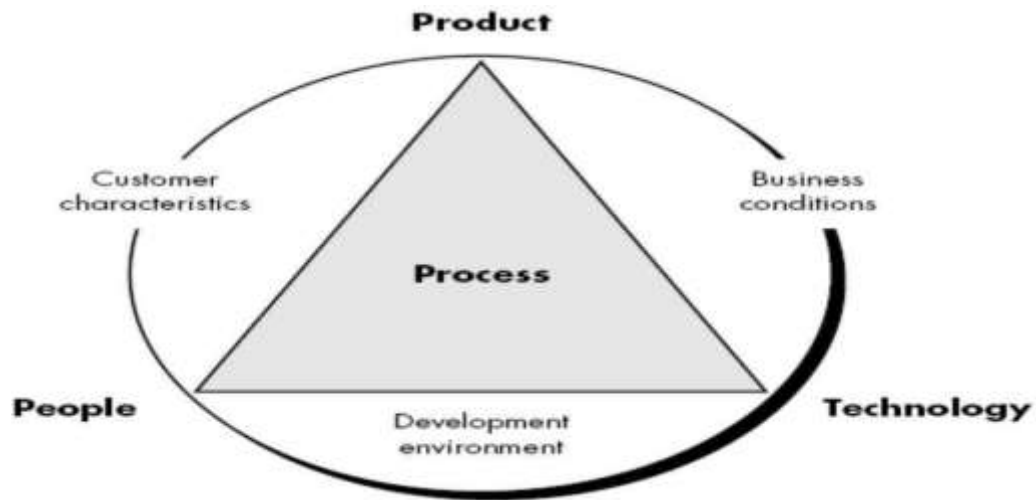 Product
Customer
characteristics
Business
conditions
Process
People
Technology
Development
environment